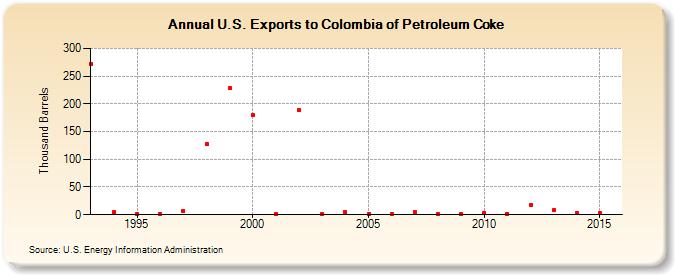 Annual U.S. Exports to Colombia of Petroleum Coke
Thousand Barrels
300
250
200
150
100
50
0
1995 2000 2005 2010 2015
Source: U.S. Energy Information Administration